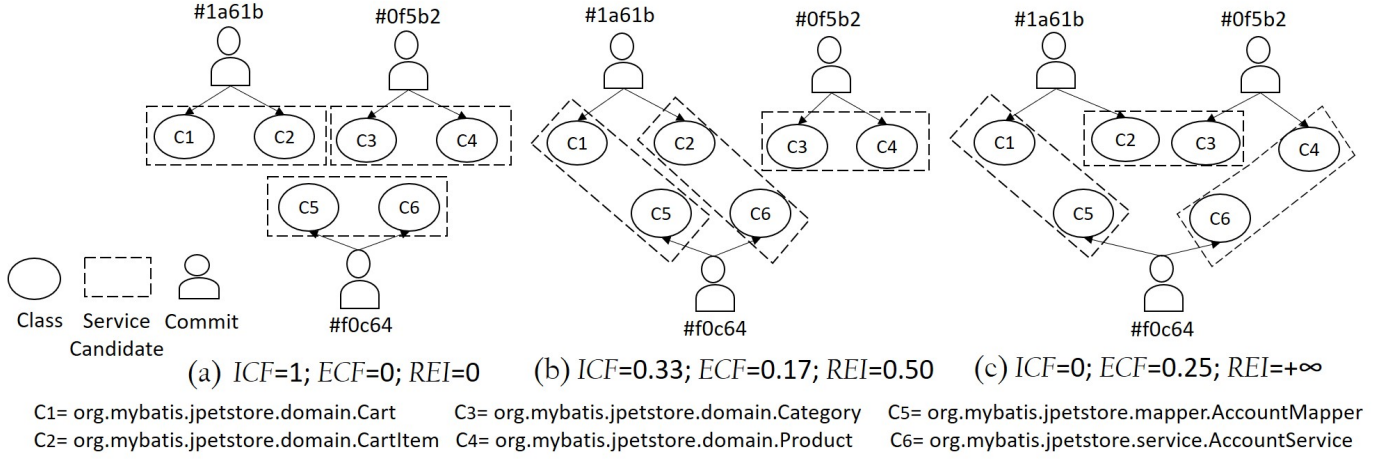 #1a61b #0f5b2 #1a61b #0f5b2 #1a61b #0f5b2
C1 C2 C3 C4 C1 C2 C3 C4 C1 C2 C3 C4
C5 C6 C5 C6 C5 C6
Class Service Candidate Commit
#f0c64 #f0c64 #f0c64
(a) ICF=1; ECF=0; REI=0 (b) ICF=0.33; ECF=0.17; REI=0.50 (c) ICF=0; ECF=0.25; REI=+∞
C1= org.mybatis.jpetstore.domain.Cart C3= org.mybatis.jpetstore.domain.Category C5= org.mybatis.jpetstore.mapper.AccountMapper
C2= org.mybatis.jpetstore.domain.CartItem C4= org.mybatis.jpetstore.domain.Product C6= org.mybatis.jpetstore.service.AccountService